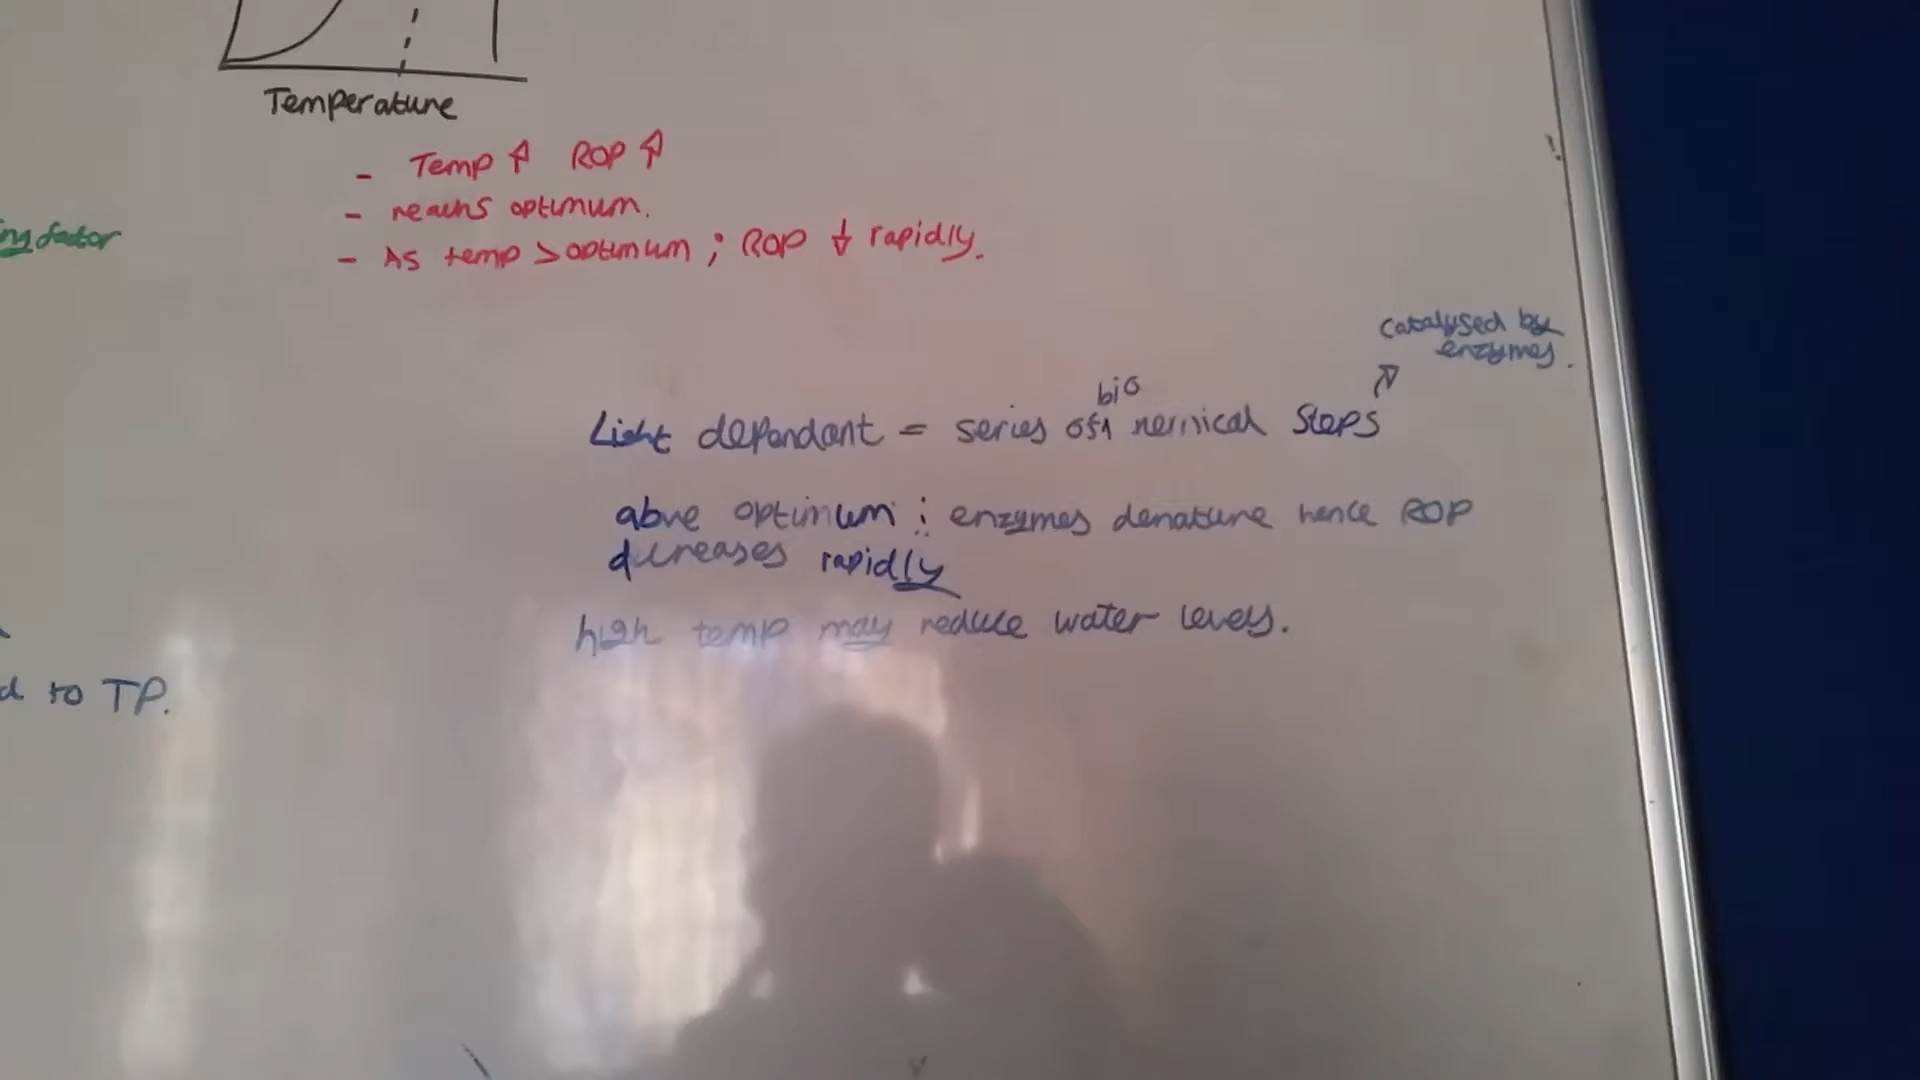 Temperature
- Temp ↑ ROP ↑
- reachs optimum.
- As temp > optimum ; ROP ↓ rapidly.
ing factor
catalysed by
enzymes.
bio
Light dependant = series of chemical steps
above optimum : enzymes denature hence ROP
decreases rapidly
high temp may reduce water levels.
d to TP.